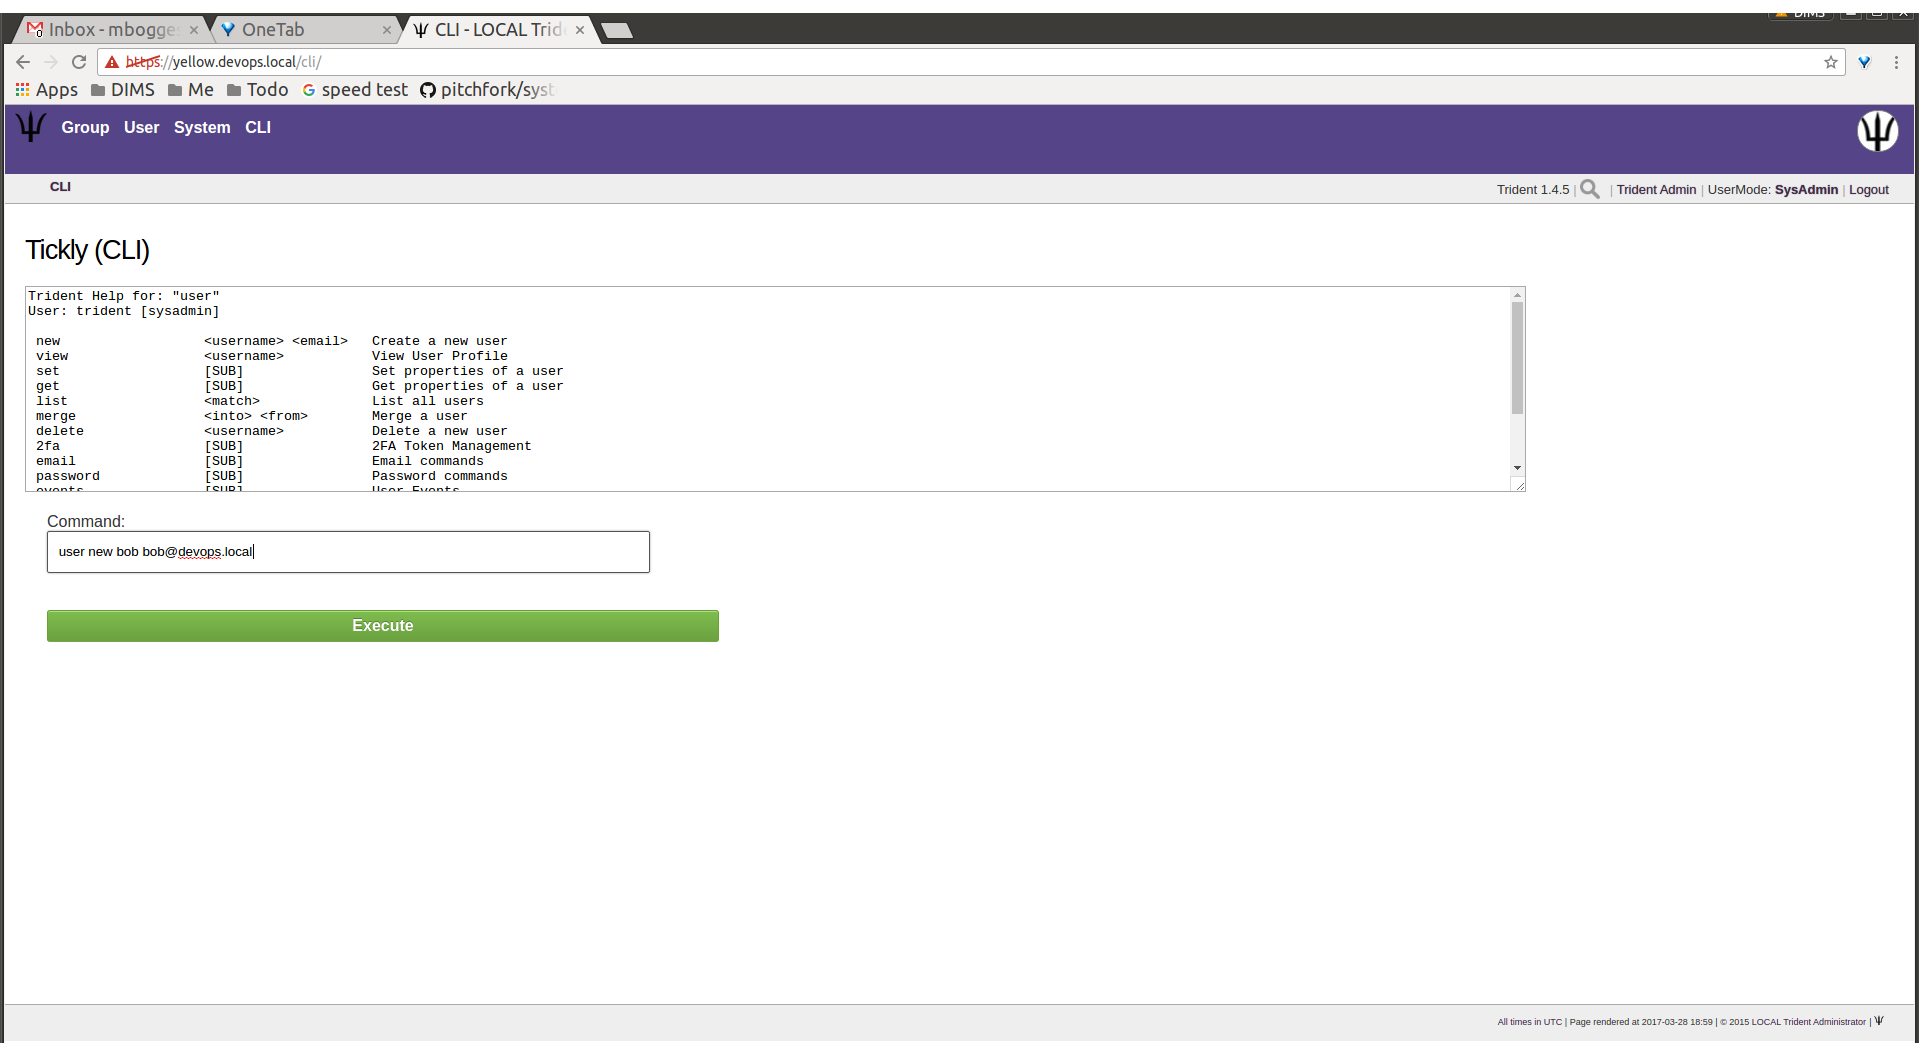 DIMS
Inbox - mbogges
OneTab
CLI - LOCAL Trid
https://yellow.devops.local/cli/
Apps DIMS Me Todo speed test pitchfork/syst
Group User System CLI
CLI
Trident 1.4.5 | | Trident Admin | UserMode: SysAdmin | Logout
Tickly (CLI)
Trident Help for: "user"
User: trident [sysadmin]
new <username> <email> Create a new user
view <username> View User Profile
set [SUB] Set properties of a user
get [SUB] Get properties of a user
list <match> List all users
merge <into> <from> Merge a user
delete <username> Delete a new user
2fa [SUB] 2FA Token Management
email [SUB] Email commands
password [SUB] Password commands
events [SUB] User Events
Command:
user new bob bob@devops.local
Execute
All times in UTC | Page rendered at 2017-03-28 18:59 | © 2015 LOCAL Trident Administrator |